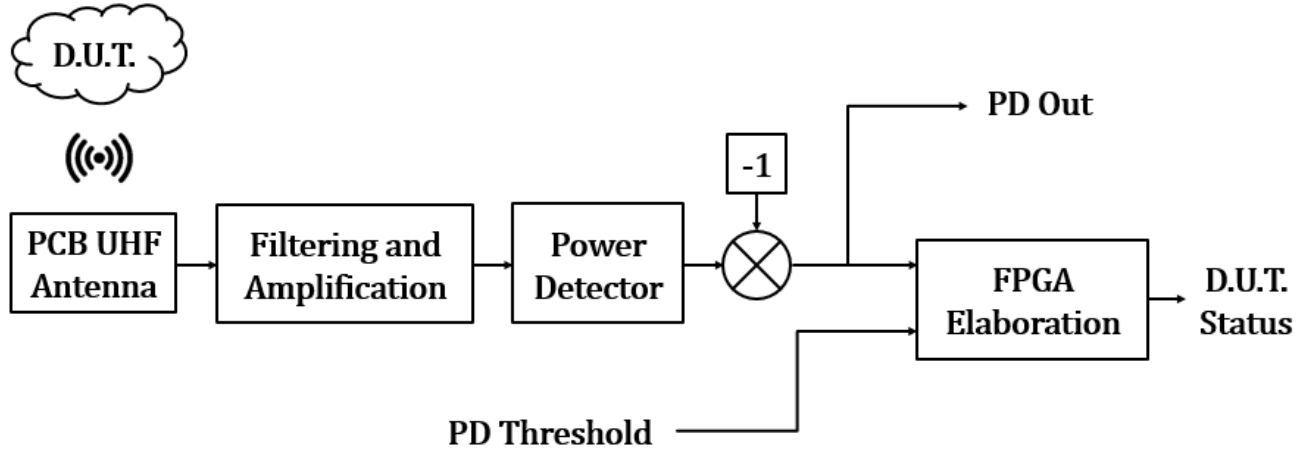 D.U.T.
PCB UHF
Antenna
Filtering and
Amplification
Power
Detector
-1
PD Out
FPGA
Elaboration
D.U.T.
Status
PD Threshold